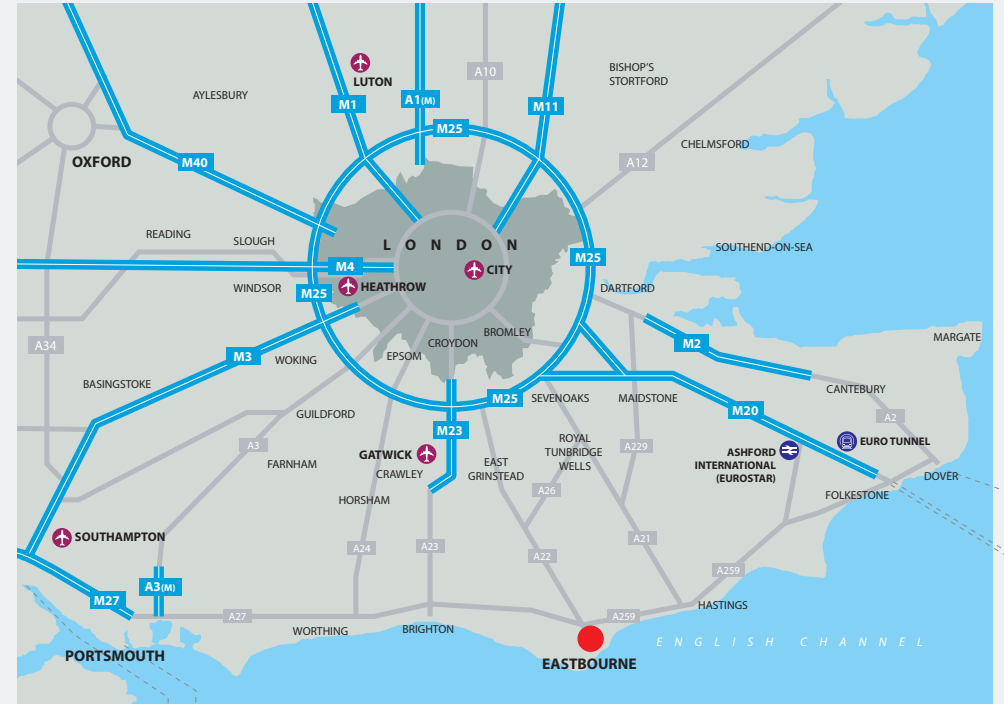 A10
BISHOP'S
STORTFORD
LUTON
AYLESBURY
M1
A1(M)
M11
M25
CHELMSFORD
OXFORD
M40
A12
READING
SLOUGH
L O N D O N
SOUTHEND-ON-SEA
M25
M4
CITY
WINDSOR
M25
HEATHROW
DARTFORD
BROMLEY
MARGATE
A34
M3
WOKING
EPSOM
CROYDON
M2
BASINGSTOKE
M25
SEVENOAKS
MAIDSTONE
CANTEBURY
GUILDFORD
M20
A2
M23
A3
GATWICK
ROYAL
TUNBRIDGE
WELLS
A229
EURO TUNNEL
ASHFORD
INTERNATIONAL
(EUROSTAR)
FARNHAM
CRAWLEY
EAST
GRINSTEAD
DOVER
HORSHAM
A26
FOLKESTONE
SOUTHAMPTON
A24
A23
A22
A21
A259
A3(M)
M27
A27
A259
HASTINGS
WORTHING
BRIGHTON
ENGLISH CHANNEL
PORTSMOUTH
EASTBOURNE